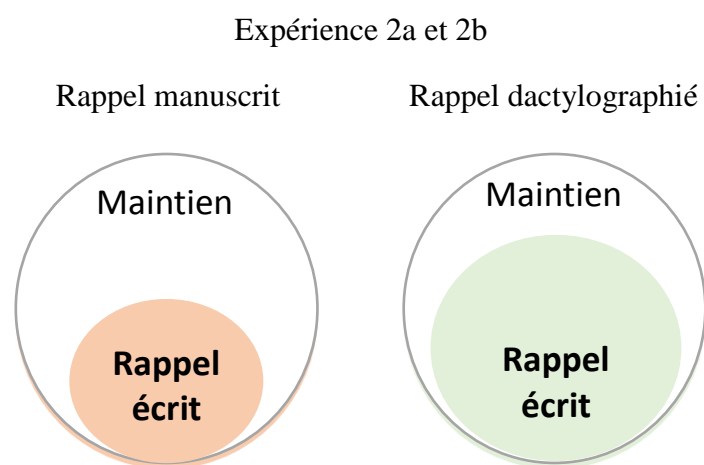 Expérience 2a et 2b
Rappel manuscrit
Rappel dactylographié
Maintien
Rappel
écrit
Maintien
Rappel
écrit